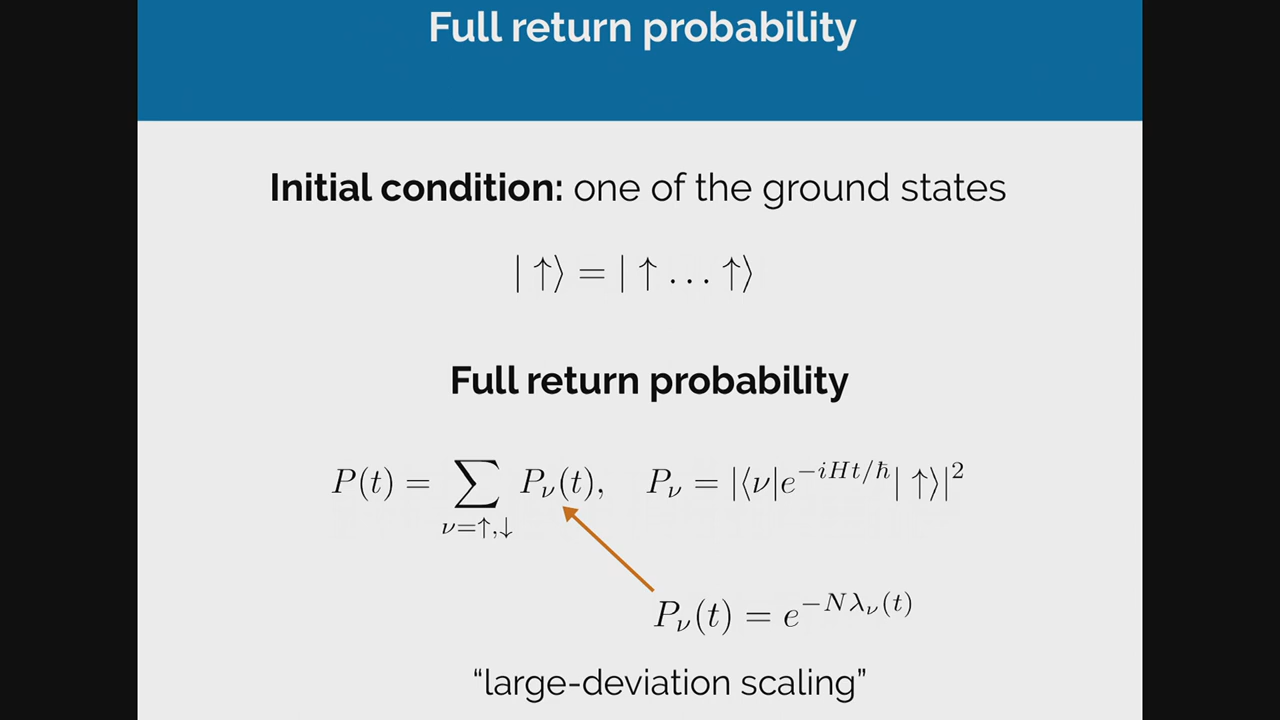 Full return probability
Initial condition: one of the ground states
| ↑⟩ = | ↑ . . . ↑⟩
Full return probability
P(t) = ∑_{ν=↑,↓} P_ν(t), P_ν = |⟨ν|e^{−iHt/ℏ}| ↑⟩|²
P_ν(t) = e^{−Nλ_ν(t)}
“large-deviation scaling”